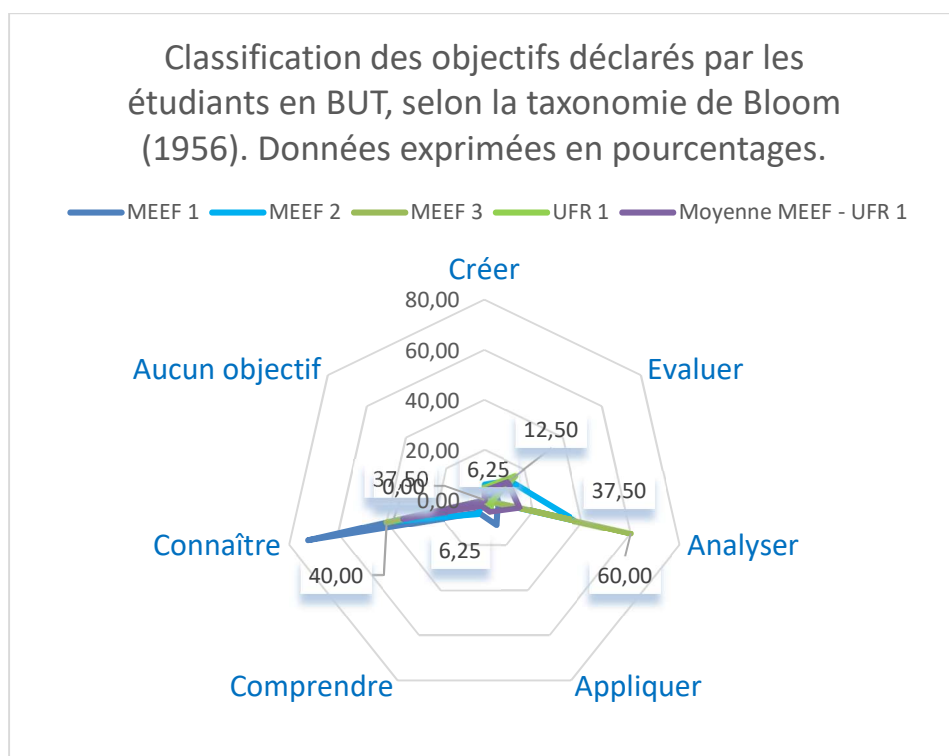 Classification des objectifs déclarés par les
étudiants en BUT, selon la taxonomie de Bloom
(1956). Données exprimées en pourcentages.
MEEF 1 MEEF 2 MEEF 3 UFR 1 Moyenne MEEF - UFR 1
Créer
80,00
Aucun objectif
60,00
Evaluer
40,00
12,50
20,00
6,25
37,50
37,50
0,00
0,00
Connaître
Analyser
6,25
40,00
60,00
Comprendre
Appliquer